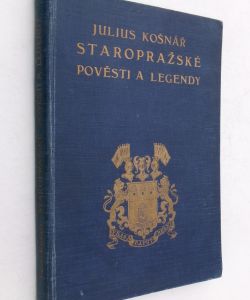 JULIUS KOŠNÁŘ
STAROPRAŽSKÉ
POVĚSTI A LEGENDY